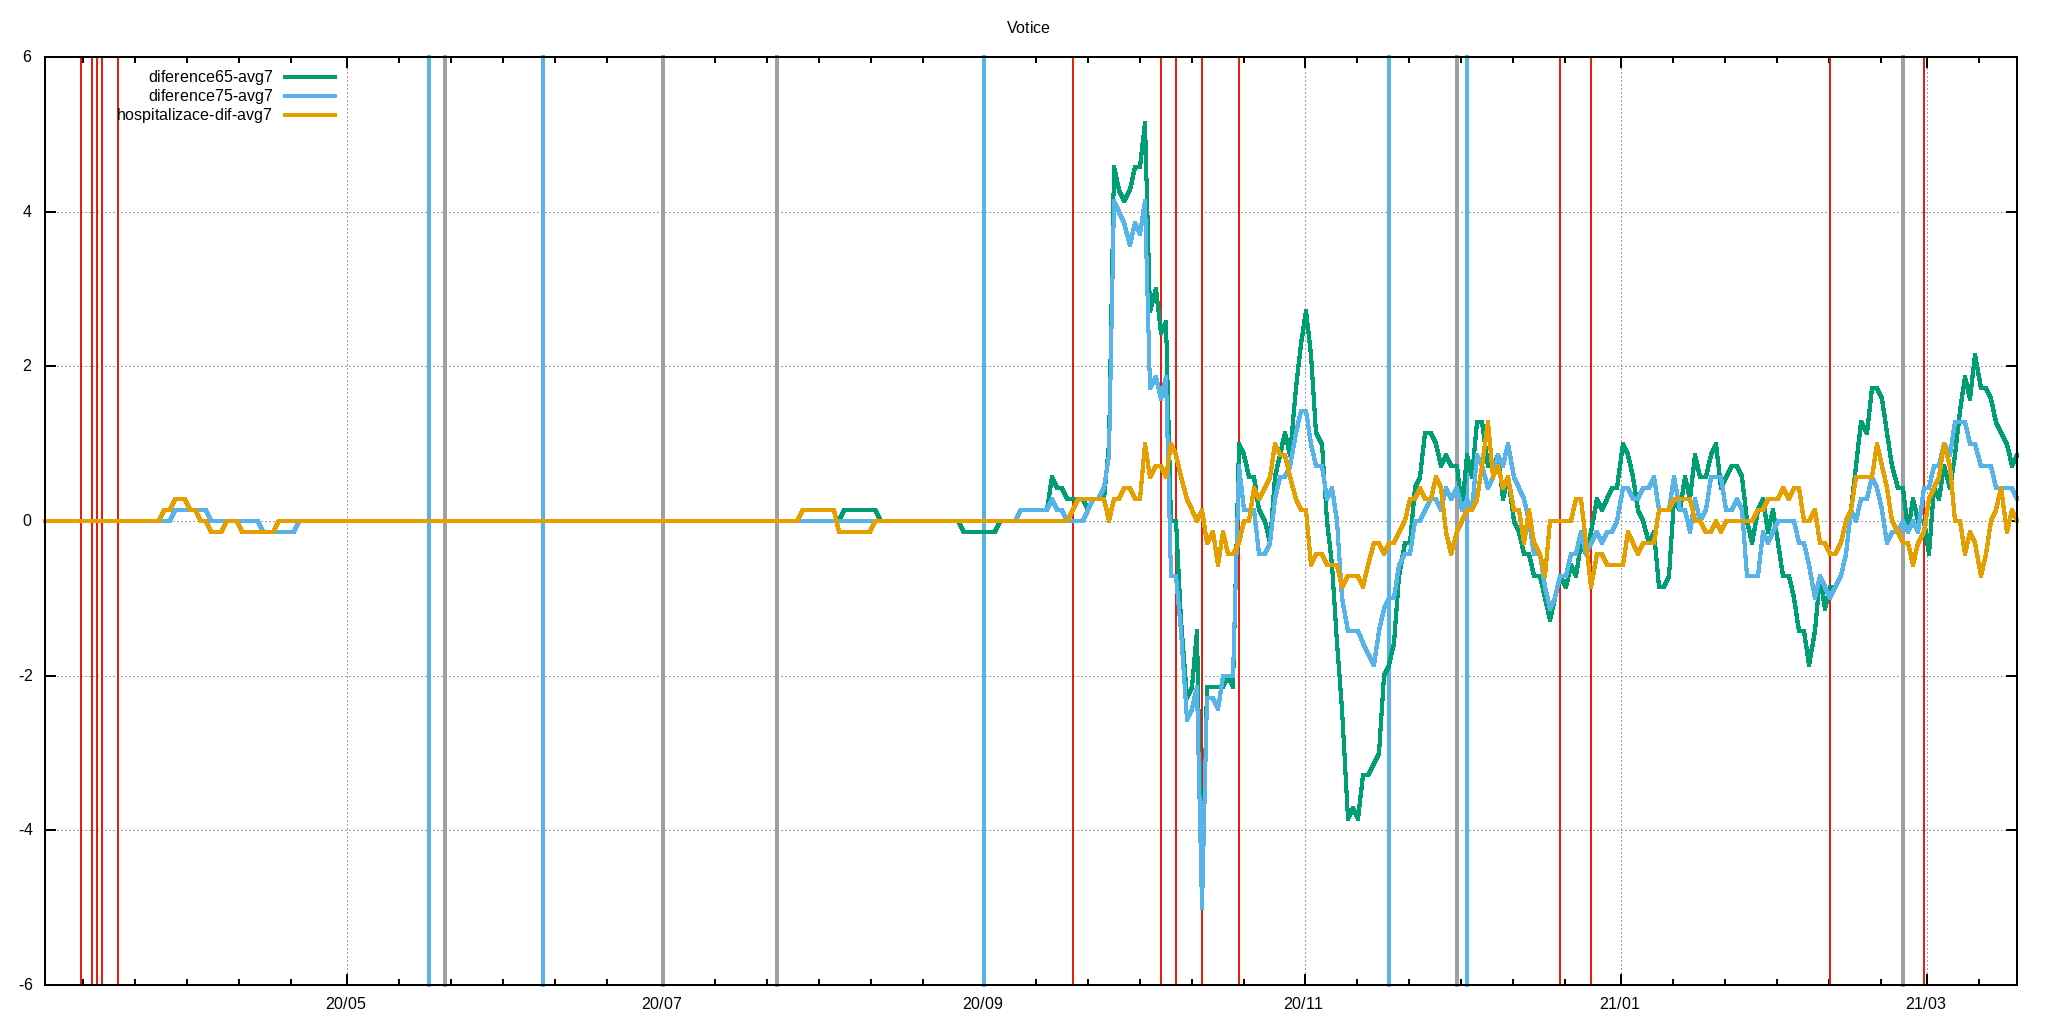 Votice
6
diference65-avg7
diference75-avg7
hospitalizace-dif-avg7
4
2
0
-2
-4
-6
20/05 20/07 20/09 20/11 21/01 21/03